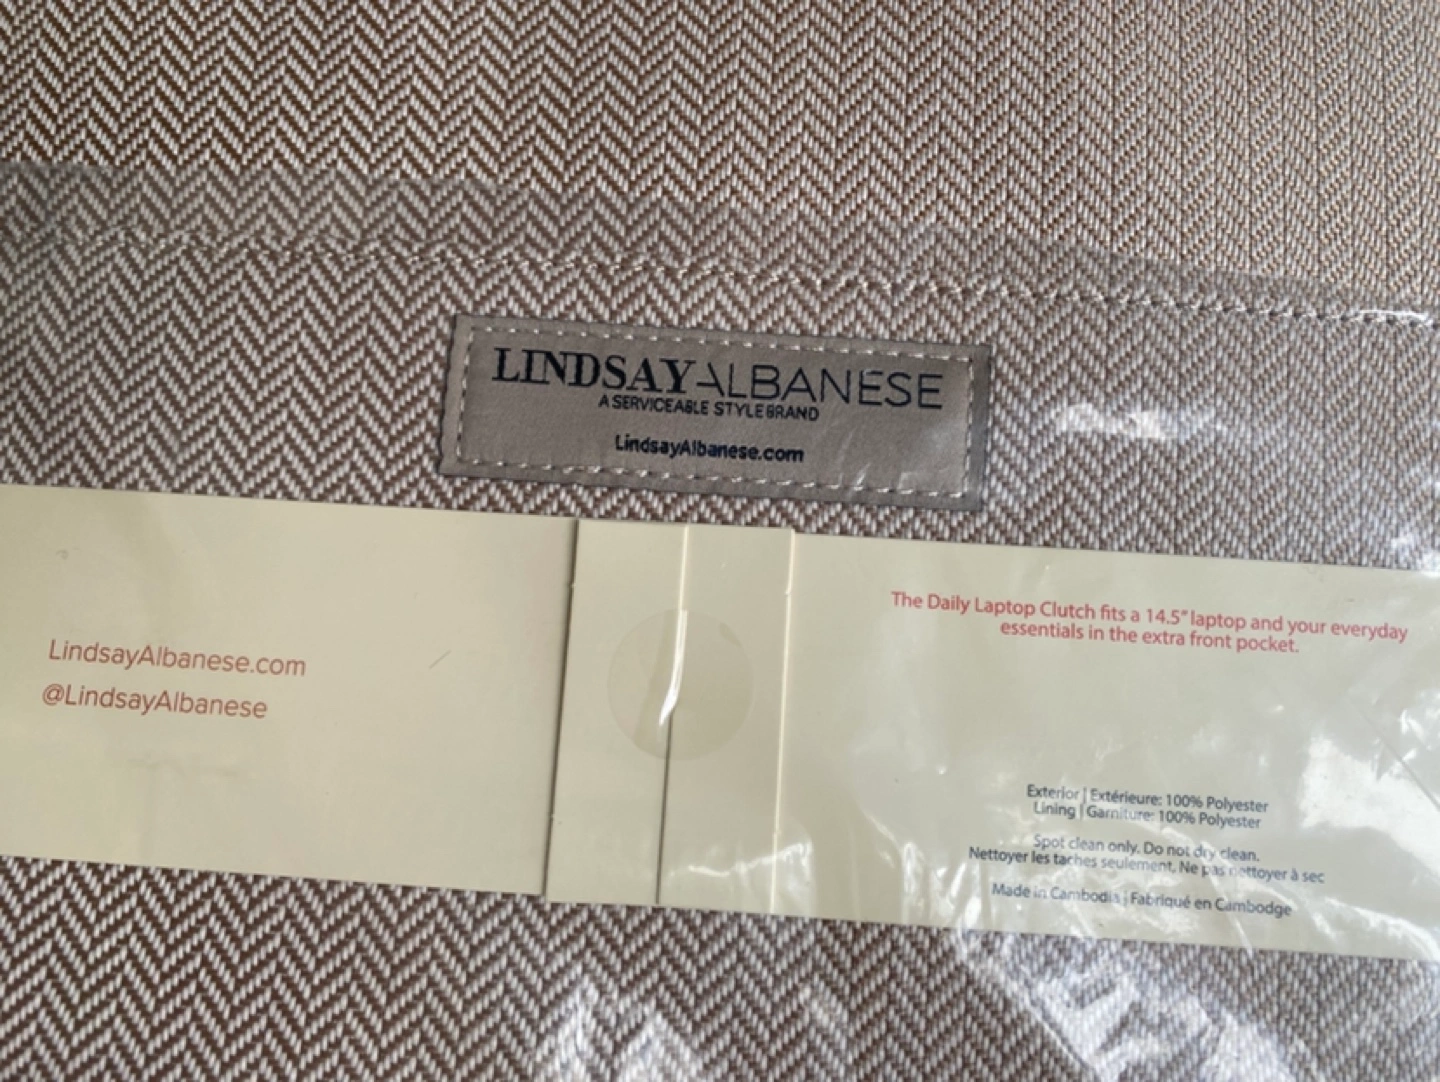 LINDSAYALBANESE
A SERVICEABLE STYLE BRAND
LindsayAlbanese.com
LindsayAlbanese.com
@LindsayAlbanese
The Daily Laptop Clutch fits a 14.5" laptop and your everyday
essentials in the extra front pocket.
Exterior | Extérieure: 100% Polyester
Lining | Garniture: 100% Polyester
Spot clean only. Do not dry clean.
Nettoyer les taches seulement. Ne pas nettoyer à sec
Made in Cambodia | Fabriqué en Cambodge